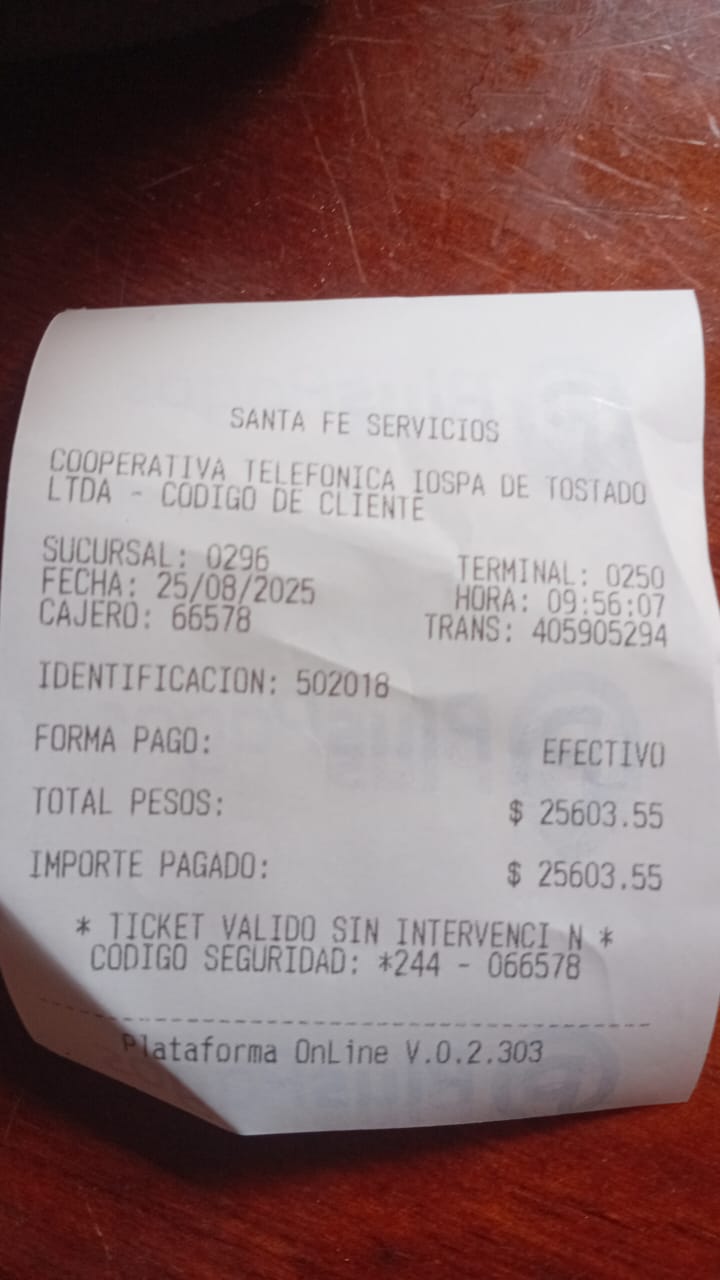 SANTA FE SERVICIOS
COOPERATIVA TELEFONICA IOSPA DE TOSTADO
LTDA - CODIGO DE CLIENTE
SUCURSAL: 0296 TERMINAL: 0250
FECHA: 25/08/2025 HORA: 09:56:07
CAJERO: 66578 TRANS: 405905294
IDENTIFICACION: 502018
FORMA PAGO: EFECTIVO
TOTAL PESOS: $ 25603.55
IMPORTE PAGADO: $ 25603.55
* TICKET VALIDO SIN INTERVENCI N *
CODIGO SEGURIDAD: *244 - 066578
Plataforma OnLine V.0.2.303